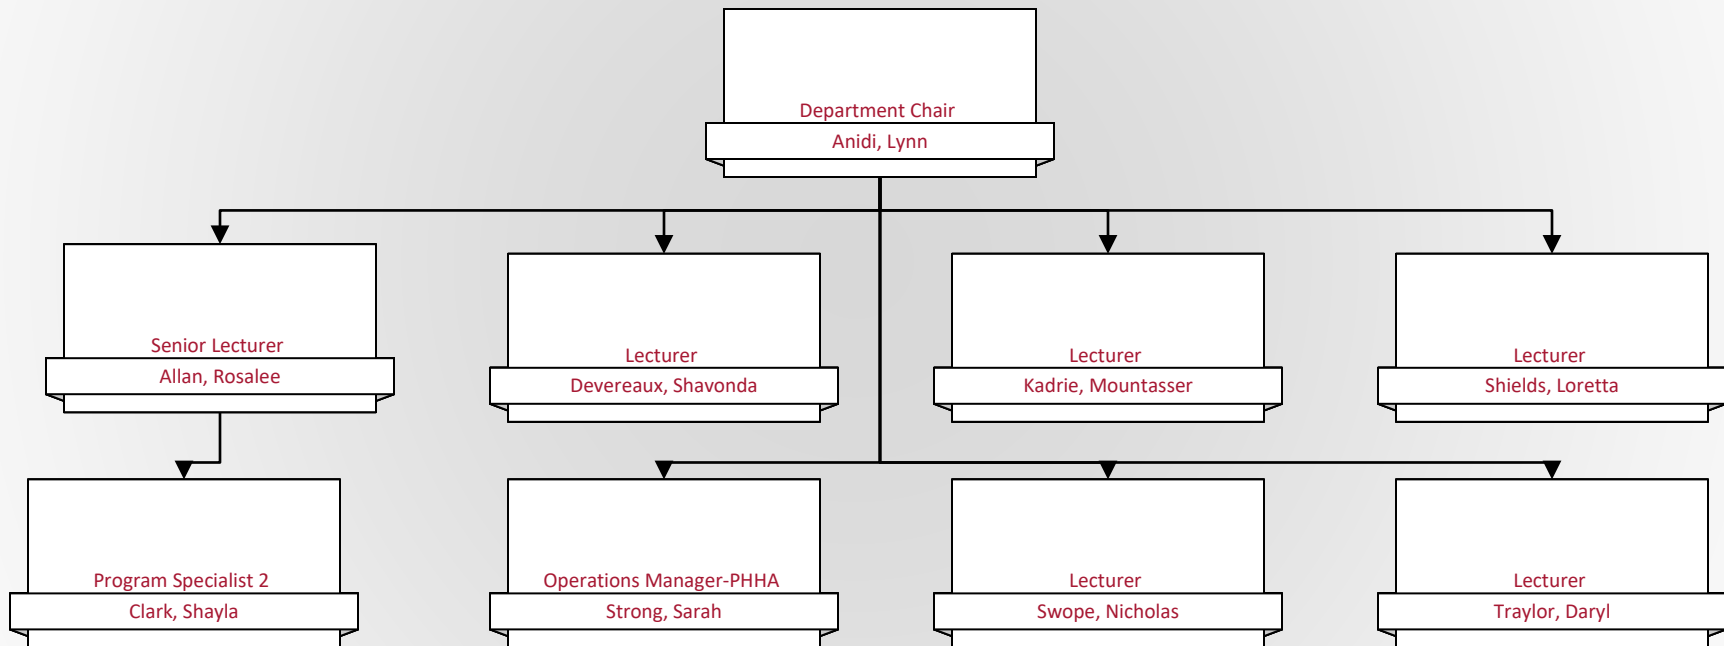 Department Chair
Anidi, Lynn
Senior Lecturer
Allan, Rosalee
Lecturer
Devereaux, Shavonda
Lecturer
Kadrie, Mountasser
Lecturer
Shields, Loretta
Program Specialist 2
Clark, Shayla
Operations Manager-PHHA
Strong, Sarah
Lecturer
Swope, Nicholas
Lecturer
Traylor, Daryl